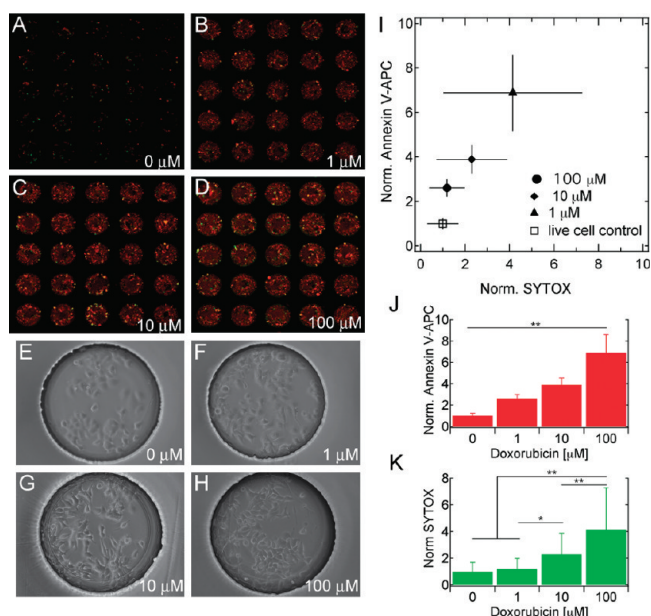 A
0 µM
B
1 µM
C
10 µM
D
100 µM
E
0 µM
F
1 µM
G
10 µM
H
100 µM
I
Norm. Annexin V-APC
10
8
6
4
2
0
100 µM
10 µM
1 µM
live cell control
0 2 4 6 8 10
Norm. SYTOX
J
Norm. Annexin V-APC
10
8
6
4
2
0
**
0 1 10 100
Doxorubicin [µM]
K
Norm SYTOX
8
6
4
2
0
**
**
*
0 1 10 100
Doxorubicin [µM]